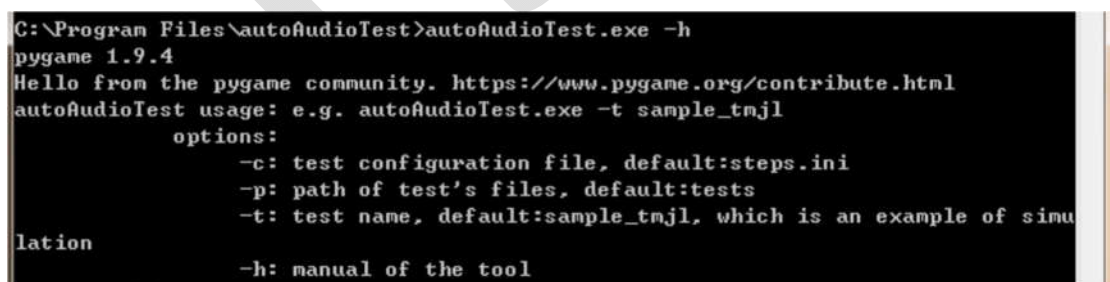 C:\Program Files\autoAudioTest>autoAudioTest.exe -h
pygame 1.9.4
Hello from the pygame community. https://www.pygame.org/contribute.html
autoAudioTest usage: e.g. autoAudioTest.exe -t sample_tmjl
options:
-c: test configuration file, default:steps.ini
-p: path of test's files, default:tests
-t: test name, default:sample_tmjl, which is an example of simu
lation
-h: manual of the tool